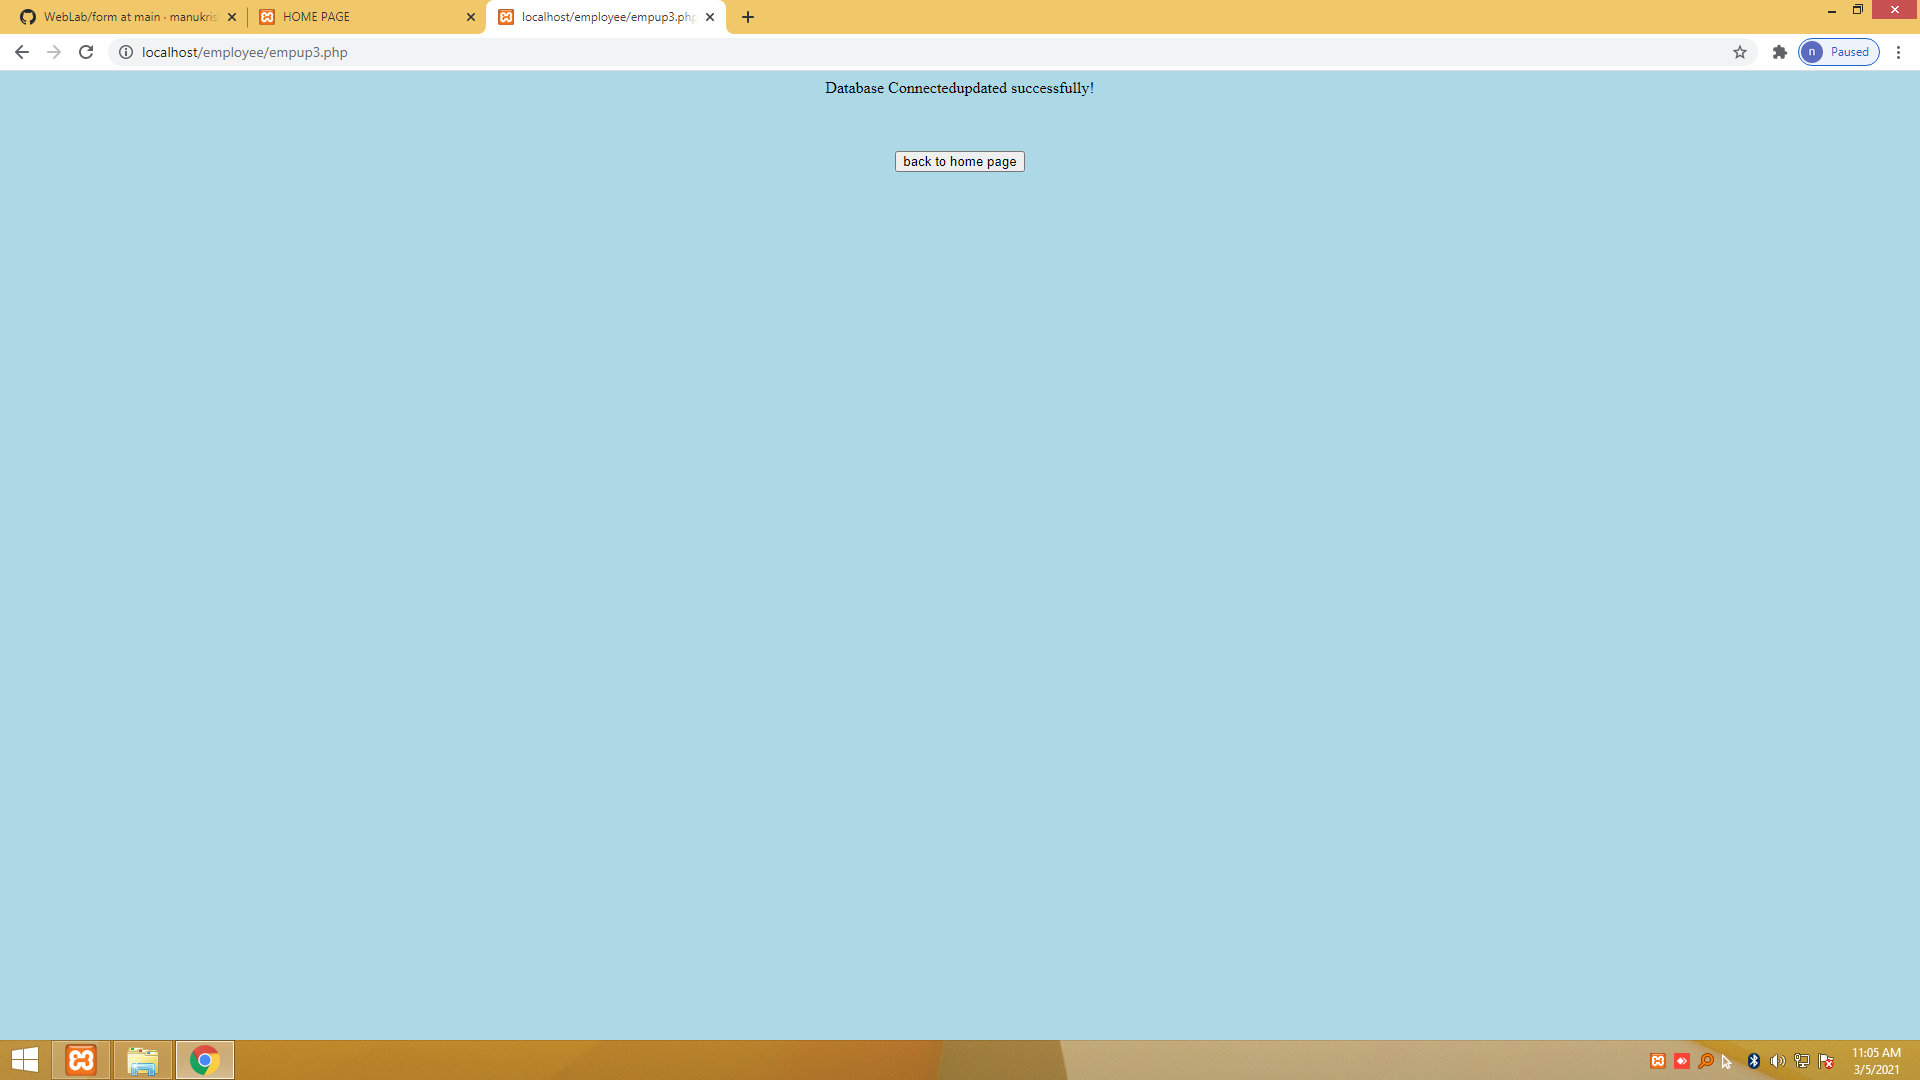 WebLab/form at main · manukris
HOME PAGE
localhost/employee/empup3.php
localhost/employee/empup3.php
n
Paused
Database Connectedupdated successfully!
back to home page
11:05 AM
3/5/2021